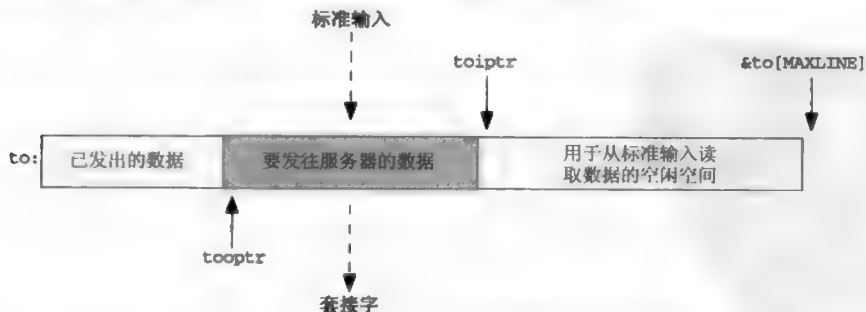 标准输入
toiptr
&to[MAXLINE]
to:
已发出的数据
要发往服务器的数据
用于从标准输入读
取数据的空闲空间
tooptr
套接字